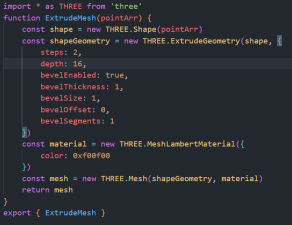 import * as THREE from 'three'
function ExtrudeMesh(pointArr) {
const shape = new THREE.Shape(pointArr)
const shapeGeometry = new THREE.ExtrudeGeometry(shape, {
steps: 2,
depth: 16,
bevelEnabled: true,
bevelThickness: 1,
bevelSize: 1,
bevelOffset: 0,
bevelSegments: 1
})
const material = new THREE.MeshLambertMaterial({
color: 0xf00f00
})
const mesh = new THREE.Mesh(shapeGeometry, material)
return mesh
}
export { ExtrudeMesh }